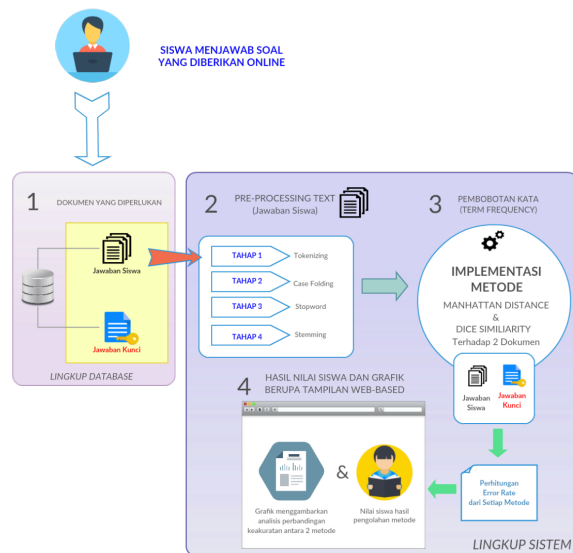 SISWA MENJAWAB SOAL
YANG DIBERIKAN ONLINE
1
DOKUMEN YANG DIPERLUKAN
Jawaban Siswa
Jawaban Kunci
LINGKUP DATABASE
2
PRE-PROCESSING TEXT
(Jawaban Siswa)
TAHAP 1
Tokenizing
TAHAP 2
Case Folding
TAHAP 3
Stopword
TAHAP 4
Stemming
3
PEMBOBOTAN KATA
(TERM FREQUENCY)
IMPLEMENTASI
METODE
MANHATTAN DISTANCE
&
DICE SIMILIARITY
Terhadap 2 Dokumen
Jawaban
Siswa
Jawaban
Kunci
Perhitungan
Error Rate
dari Setiap Metode
4
HASIL NILAI SISWA DAN GRAFIK
BERUPA TAMPILAN WEB-BASED
&
Grafik menggambarkan
analisis perbandingan
keakuratan antara 2 metode
Nilai siswa hasil
pengolahan metode
LINGKUP SISTEM